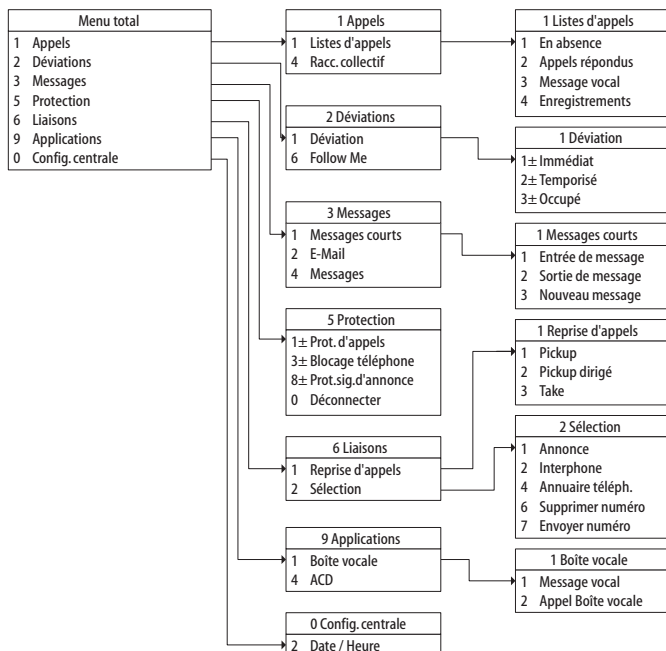 Menu total
1 Appels
2 Déviations
3 Messages
5 Protection
6 Liaisons
9 Applications
0 Config. centrale
1 Appels
1 Listes d'appels
4 Racc. collectif
1 Listes d'appels
1 En absence
2 Appels répondus
3 Message vocal
4 Enregistrements
2 Déviations
1 Déviation
6 Follow Me
1 Déviation
1± Immédiat
2± Temporisé
3± Occupé
3 Messages
1 Messages courts
2 E-Mail
4 Messages
1 Messages courts
1 Entrée de message
2 Sortie de message
3 Nouveau message
5 Protection
1± Prot. d'appels
3± Blocage téléphone
8± Prot.sig.d'annonce
0 Déconnecter
1 Reprise d'appels
1 Pickup
2 Pickup dirigé
3 Take
6 Liaisons
1 Reprise d'appels
2 Sélection
2 Sélection
1 Annonce
2 Interphone
4 Annuaire téléph.
6 Supprimer numéro
7 Envoyer numéro
9 Applications
1 Boîte vocale
4 ACD
1 Boîte vocale
1 Message vocal
2 Appel Boîte vocale
0 Config. centrale
2 Date / Heure